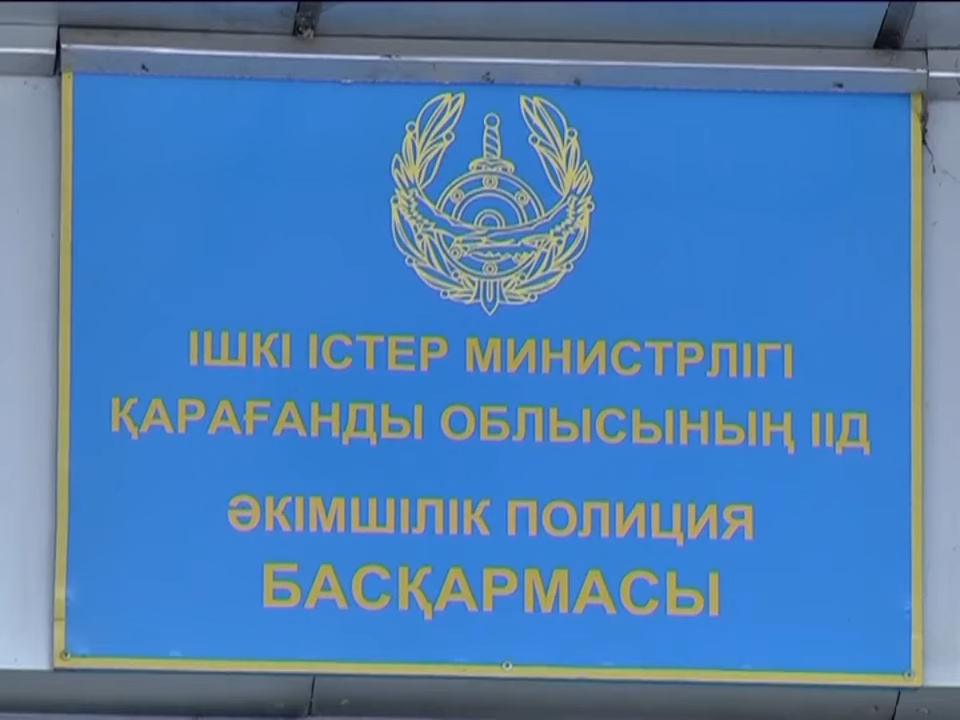 ІШКІ ІСТЕР МИНИСТРЛІГІ
ҚАРАҒАНДЫ ОБЛЫСЫНЫҢ ІІД
ӘКІМШІЛІК ПОЛИЦИЯ
БАСҚАРМАСЫ